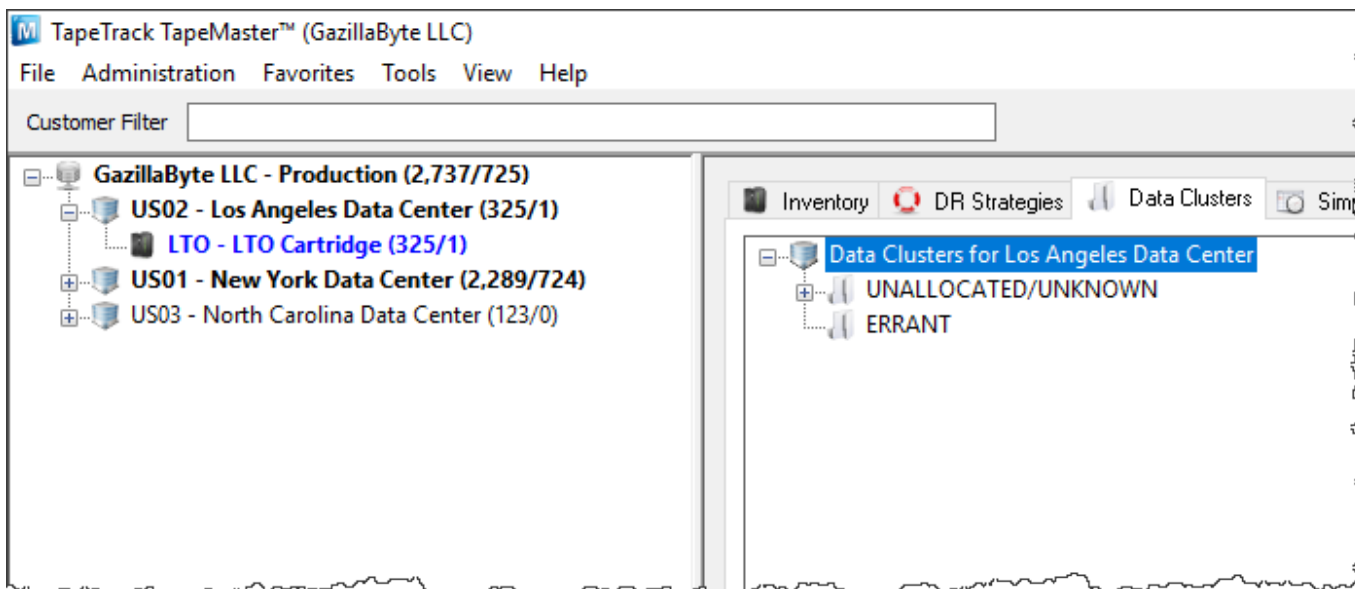 TapeTrack TapeMaster™ (GazillaByte LLC)
File Administration Favorites Tools View Help
Customer Filter
GazillaByte LLC - Production (2,737/725)
US02 - Los Angeles Data Center (325/1)
LTO - LTO Cartridge (325/1)
US01 - New York Data Center (2,289/724)
US03 - North Carolina Data Center (123/0)
Inventory DR Strategies Data Clusters
Data Clusters for Los Angeles Data Center
UNALLOCATED/UNKNOWN
ERRANT